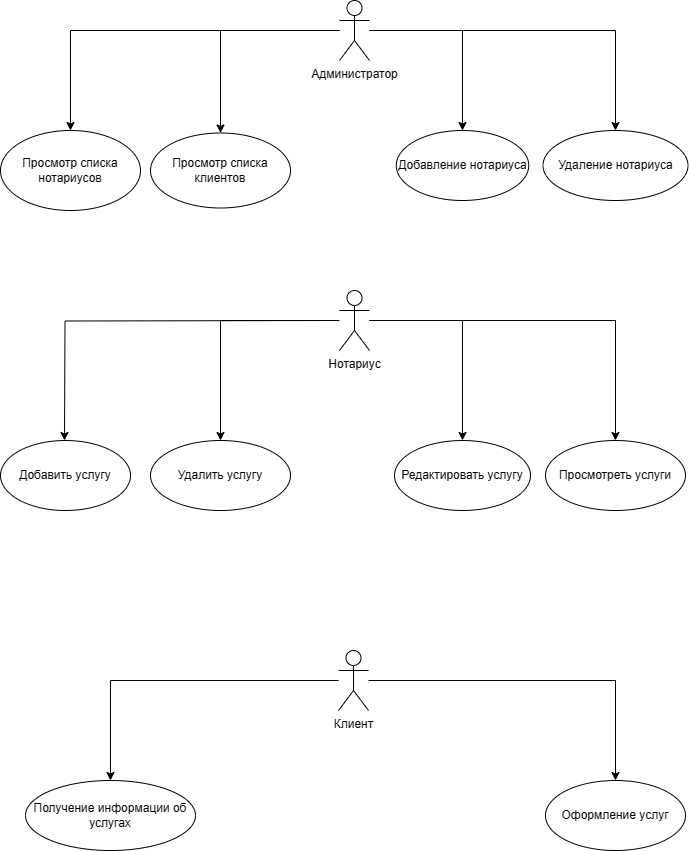 Администратор
Просмотр списка
нотариусов
Просмотр списка
клиентов
Добавление нотариуса
Удаление нотариуса
Нотариус
Добавить услугу
Удалить услугу
Редактировать услугу
Просмотреть услуги
Клиент
Получение информации об
услугах
Оформление услуг